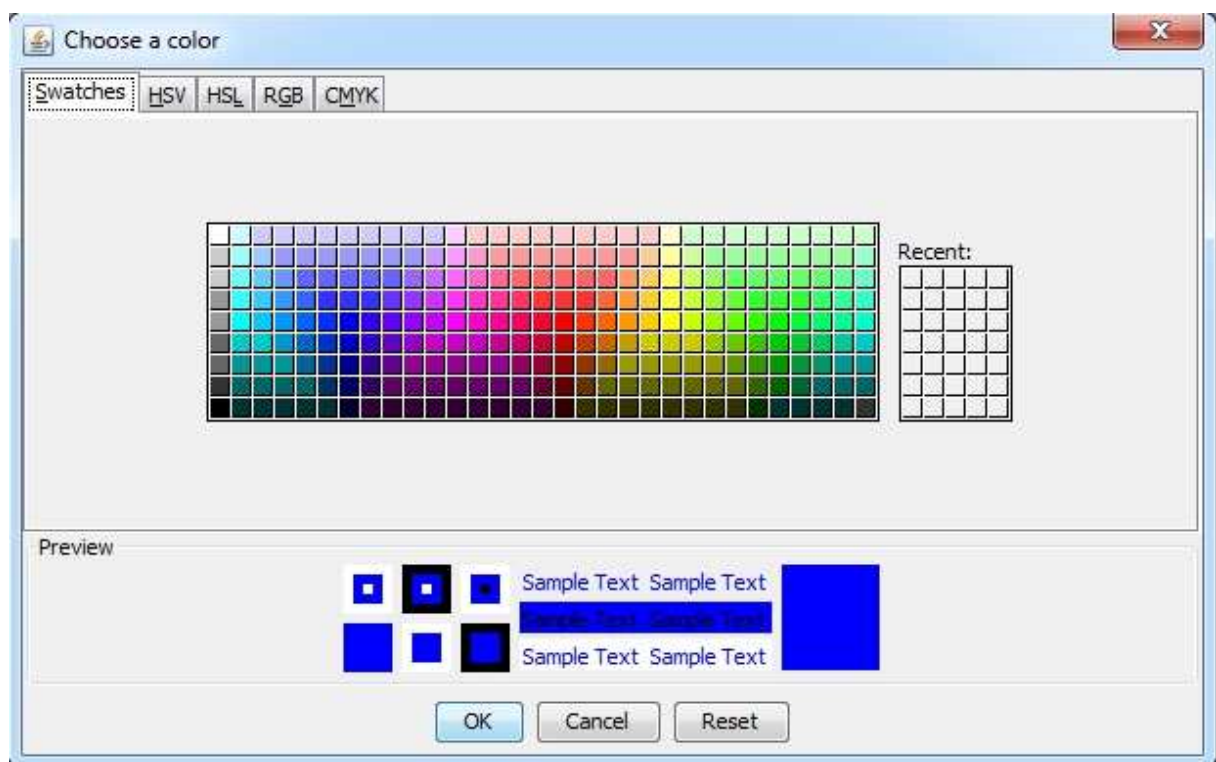 Choose a color
Swatches HSV HSL RGB CMYK
Recent:
Preview
Sample Text Sample Text
Sample Text Sample Text
Sample Text Sample Text
OK Cancel Reset